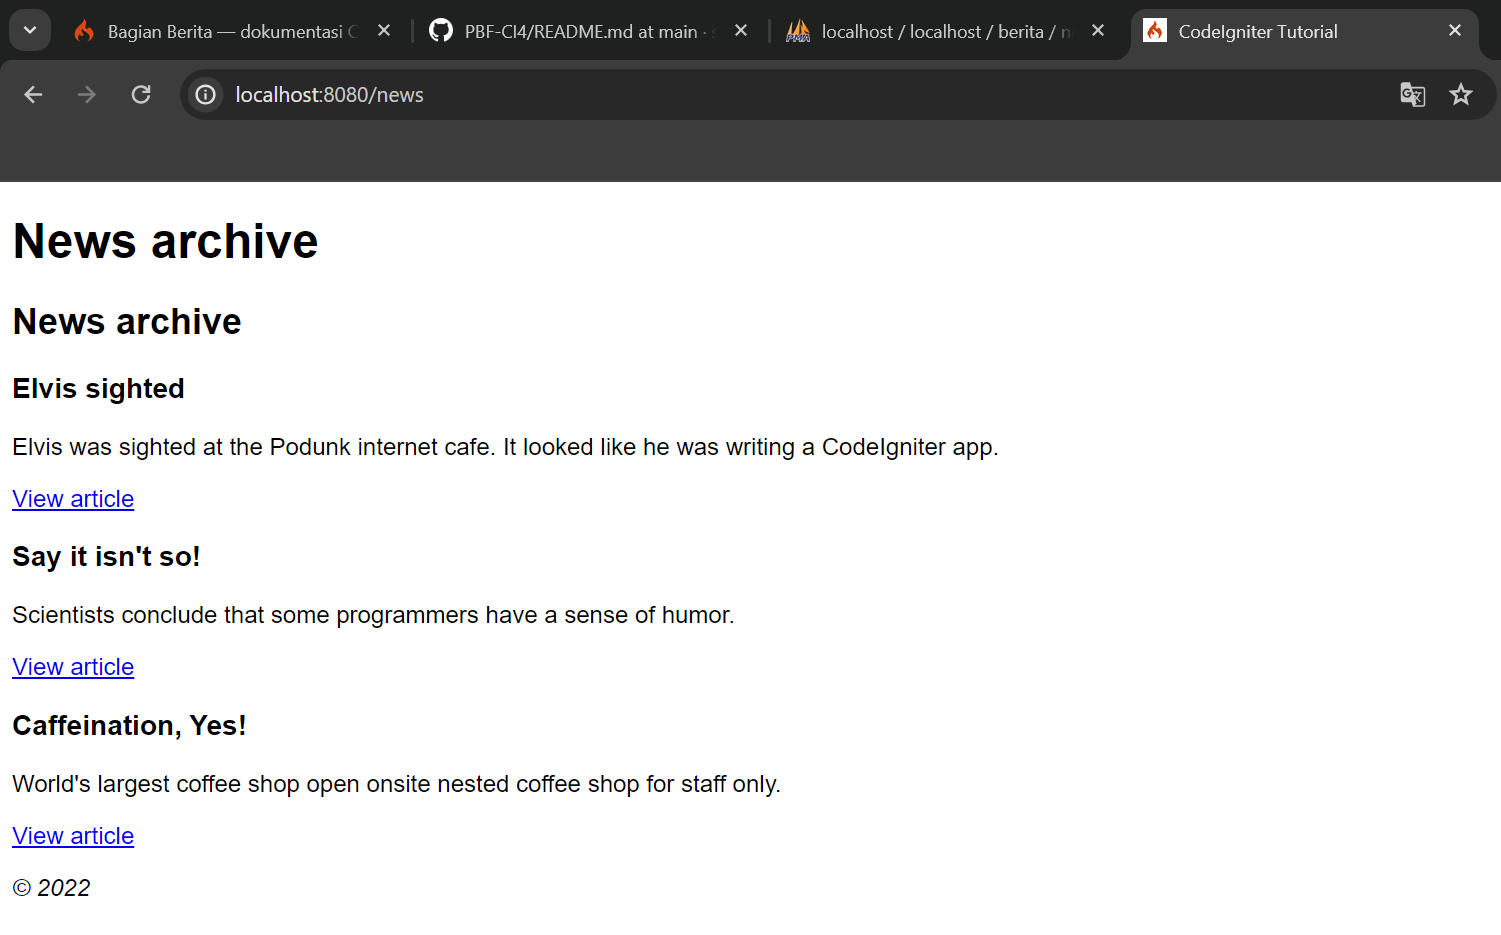 Bagian Berita — dokumentasi C
PBF-CI4/README.md at main · s
PMA
localhost / localhost / berita / n
CodeIgniter Tutorial
localhost:8080/news
News archive
News archive
Elvis sighted
Elvis was sighted at the Podunk internet cafe. It looked like he was writing a CodeIgniter app.
View article
Say it isn't so!
Scientists conclude that some programmers have a sense of humor.
View article
Caffeination, Yes!
World's largest coffee shop open onsite nested coffee shop for staff only.
View article
© 2022